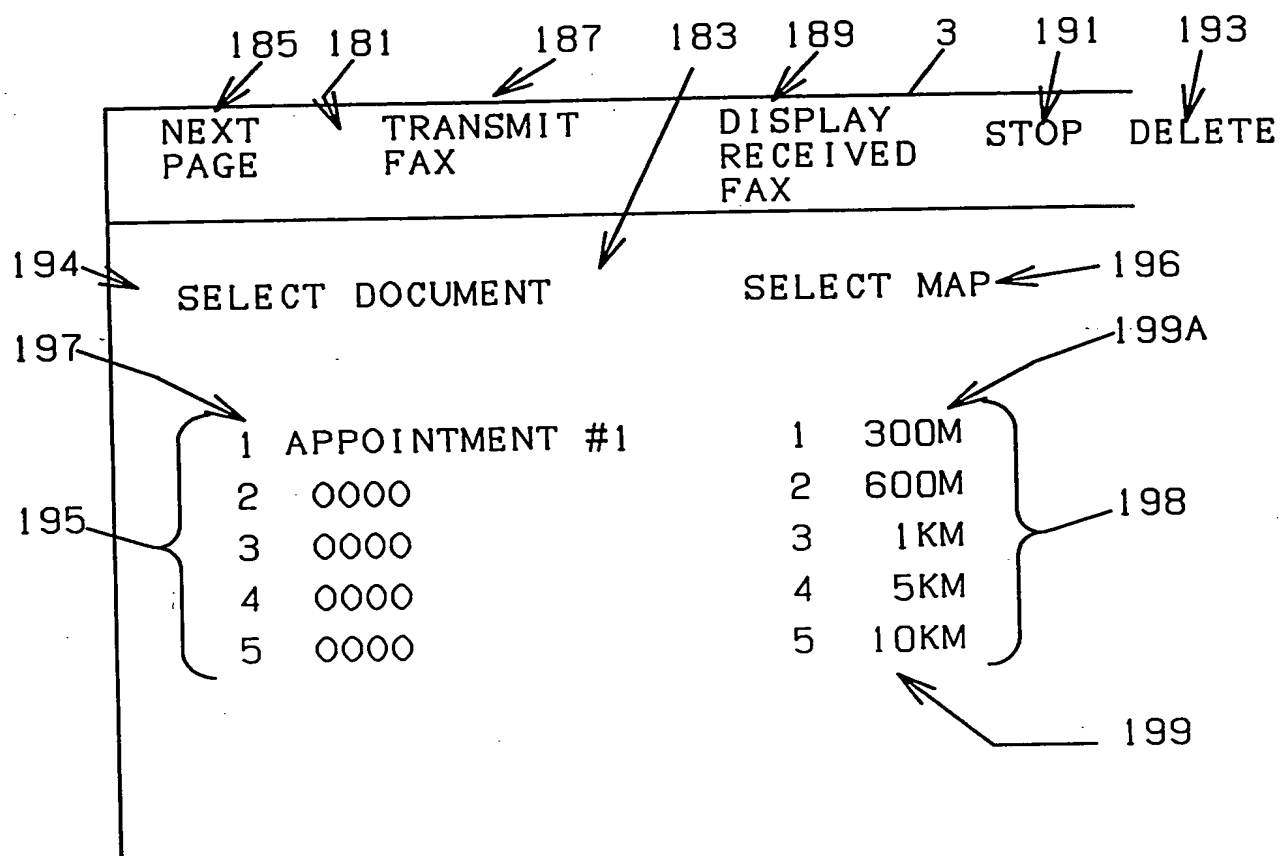 185 181 187 183 189 3 191 193
NEXT PAGE
TRANSMIT FAX
DISPLAY RECEIVED FAX
STOP
DELETE
194 SELECT DOCUMENT SELECT MAP 196
197 199A
1 APPOINTMENT #1 1 300M
2 0000 2 600M
195 3 0000 3 1KM 198
4 0000 4 5KM
5 0000 5 10KM
199